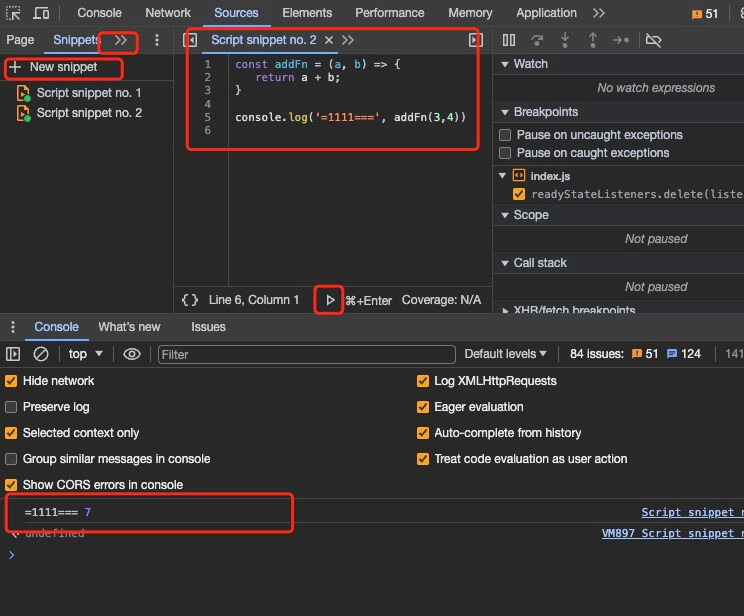 Console Network Sources Elements Performance Memory Application 51
Page Snippets
New snippet
Script snippet no. 1
Script snippet no. 2
Script snippet no. 2
1 const addFn = (a, b) => {
2 return a + b;
3 }
4
5 console.log('=1111===', addFn(3,4))
6
{} Line 6, Column 1 ⌘+Enter Coverage: N/A
Watch
No watch expressions
Breakpoints
Pause on uncaught exceptions
Pause on caught exceptions
index.js
readyStateListeners.delete(liste
Scope
Not paused
Call stack
Not paused
XHR/fetch breakpoints
Console What's new Issues
top Filter Default levels 84 issues: 51 124 141
Hide network Log XMLHttpRequests
Preserve log Eager evaluation
Selected context only Auto-complete from history
Group similar messages in console Treat code evaluation as user action
Show CORS errors in console
=1111=== 7 Script snippet
undefined VM897 Script snippet